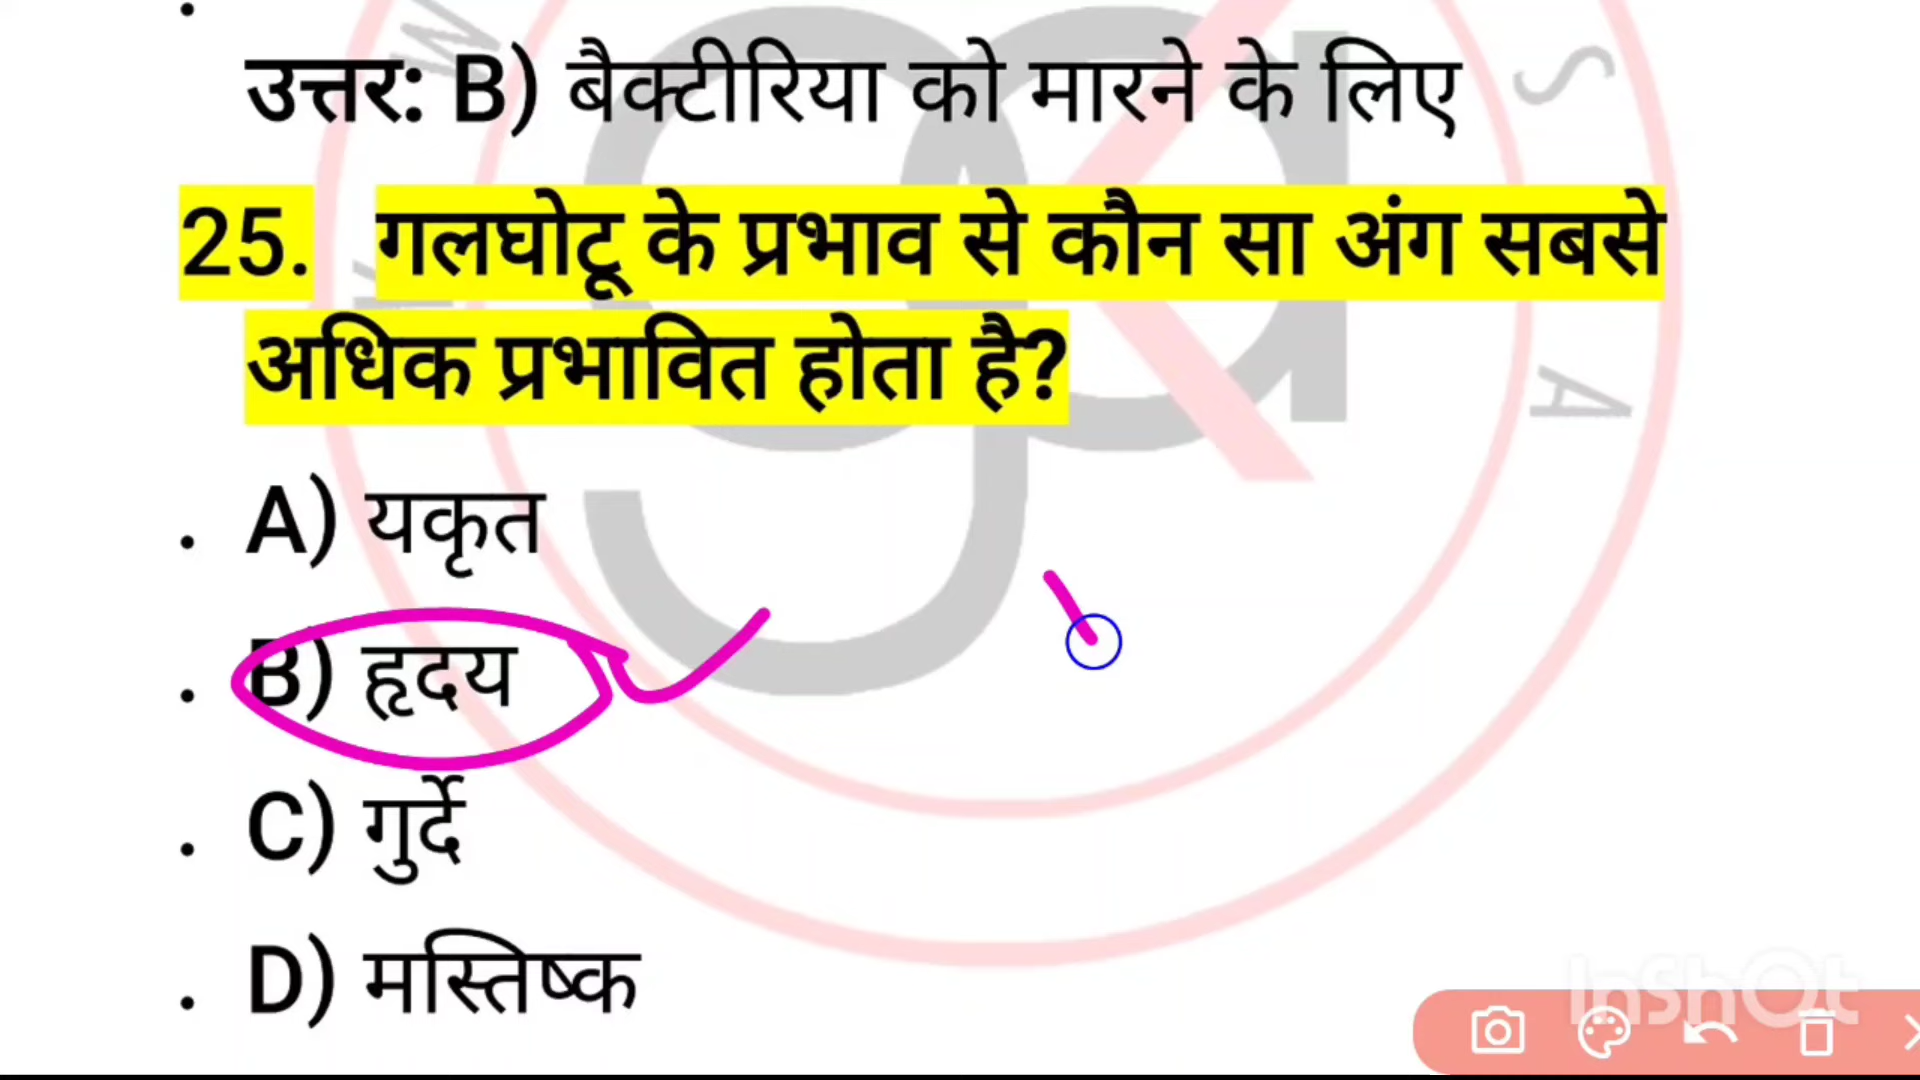 उत्तर: B) बैक्टीरिया को मारने के लिए
25. गलघोटू के प्रभाव से कौन सा अंग सबसे
अधिक प्रभावित होता है?
. A) यकृत
. B) हृदय
. C) गुर्दे
. D) मस्तिष्क
InShOt